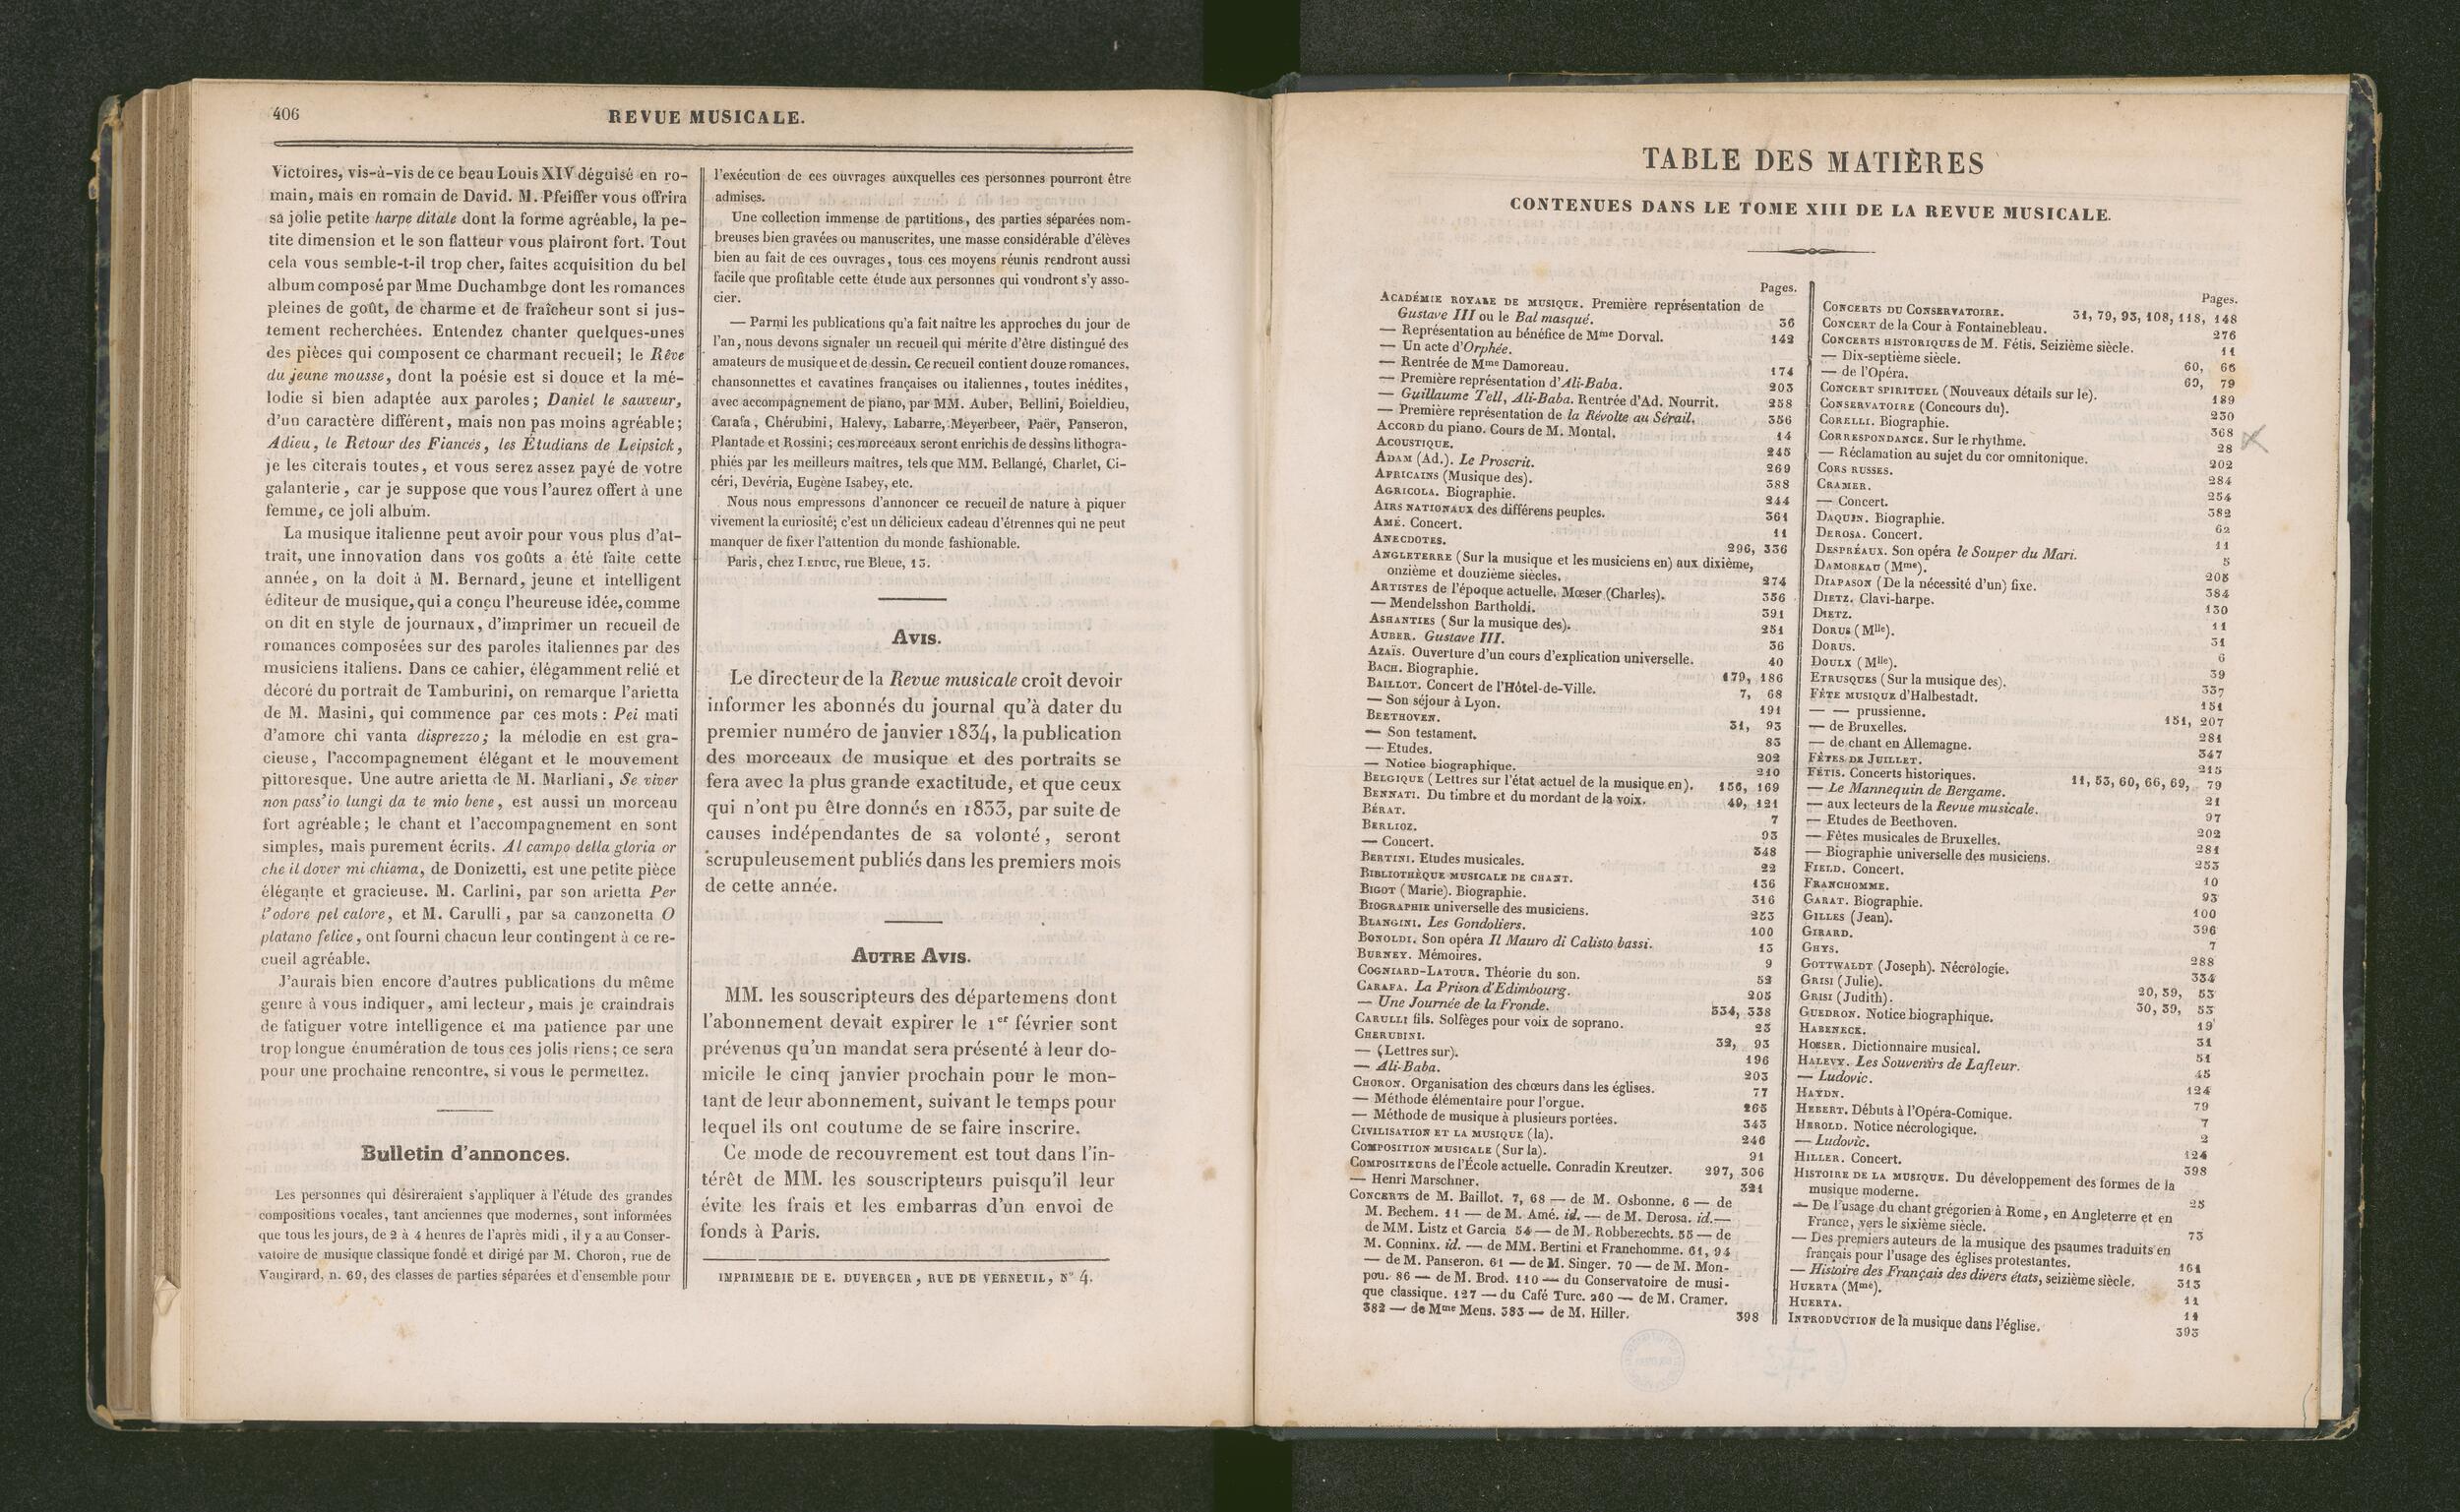 406
REVUE MUSICALE.
Victoires, vis-à-vis de ce beau Louis XIV déguisé en ro-
main, mais en romain de David. M. Pfeiffer vous offrira
sa jolie petite harpe ditale dont la forme agréable, la pe-
tite dimension et le son flatteur vous plairont fort. Tout
cela vous semble-t-il trop cher, faites acquisition du bel
album composé par Mme Duchambge dont les romances
pleines de goût, de charme et de fraîcheur sont si jus-
tement recherchées. Entendez chanter quelques-unes
des pièces qui composent ce charmant recueil; le Rêve
du jeune mousse, dont la poésie est si douce et la mé-
lodie si bien adaptée aux paroles; Daniel le sauveur,
d'un caractère différent, mais non pas moins agréable;
Adieu, le Retour des Fiancés, les Étudians de Leipsick,
je les citerais toutes, et vous serez assez payé de votre
galanterie, car je suppose que vous l'aurez offert à une
femme, ce joli album.
La musique italienne peut avoir pour vous plus d'at-
trait, une innovation dans vos goûts a été faite cette
année, on la doit à M. Bernard, jeune et intelligent
éditeur de musique, qui a conçu l'heureuse idée, comme
on dit en style de journaux, d'imprimer un recueil de
romances composées sur des paroles italiennes par des
musiciens italiens. Dans ce cahier, élégamment relié et
décoré du portrait de Tamburini, on remarque l'arietta
de M. Masini, qui commence par ces mots : Pei mati
d'amore chi vanta disprezzo; la mélodie en est gra-
cieuse, l'accompagnement élégant et le mouvement
pittoresque. Une autre arietta de M. Marliani, Se viver
non pass'io lungi da te mio bene, est aussi un morceau
fort agréable; le chant et l'accompagnement en sont
simples, mais purement écrits. Al campo della gloria or
che il dover mi chiama, de Donizetti, est une petite pièce
élégante et gracieuse. M. Carlini, par son arietta Per
l'odore pel calore, et M. Carulli, par sa canzonetta O
platano felice, ont fourni chacun leur contingent à ce re-
cueil agréable.
J'aurais bien encore d'autres publications du même
genre à vous indiquer, ami lecteur, mais je craindrais
de fatiguer votre intelligence et ma patience par une
trop longue énumération de tous ces jolis riens; ce sera
pour une prochaine rencontre, si vous le permettez.
Bulletin d'annonces.
Les personnes qui désireraient s'appliquer à l'étude des grandes
compositions vocales, tant anciennes que modernes, sont informées
que tous les jours, de 2 à 4 heures de l'après midi, il y a au Conser-
vatoire de musique classique fondé et dirigé par M. Choron, rue de
Vaugirard, n. 69, des classes de parties séparées et d'ensemble pour
l'exécution de ces ouvrages auxquelles ces personnes pourront être
admises.
Une collection immense de partitions, des parties séparées nom-
breuses bien gravées ou manuscrites, une masse considérable d'élèves
bien au fait de ces ouvrages, tous ces moyens réunis rendront aussi
facile que profitable cette étude aux personnes qui voudront s'y asso-
cier.
— Parmi les publications qu'a fait naître les approches du jour de
l'an, nous devons signaler un recueil qui mérite d'être distingué des
amateurs de musique et de dessin. Ce recueil contient douze romances,
chansonnettes et cavatines françaises ou italiennes, toutes inédites,
avec accompagnement de piano, par MM. Auber, Bellini, Boieldieu,
Carafa, Chérubini, Halevy, Labarre, Meyerbeer, Paër, Panseron,
Plantade et Rossini; ces morceaux seront enrichis de dessins lithogra-
phiés par les meilleurs maîtres, tels que MM. Bellangé, Charlet, Ci-
céri, Devéria, Eugène Isabey, etc.
Nous nous empressons d'annoncer ce recueil de nature à piquer
vivement la curiosité; c'est un délicieux cadeau d'étrennes qui ne peut
manquer de fixer l'attention du monde fashionable.
Paris, chez LEDUC, rue Bleue, 13.
AVIS.
Le directeur de la Revue musicale croit devoir
informer les abonnés du journal qu'à dater du
premier numéro de janvier 1834, la publication
des morceaux de musique et des portraits se
fera avec la plus grande exactitude, et que ceux
qui n'ont pu être donnés en 1833, par suite de
causes indépendantes de sa volonté, seront
scrupuleusement publiés dans les premiers mois
de cette année.
AUTRE AVIS.
MM. les souscripteurs des départemens dont
l'abonnement devait expirer le 1er février sont
prévenus qu'un mandat sera présenté à leur do-
micile le cinq janvier prochain pour le mon-
tant de leur abonnement, suivant le temps pour
lequel ils ont coutume de se faire inscrire.
Ce mode de recouvrement est tout dans l'in-
térêt de MM. les souscripteurs puisqu'il leur
évite les frais et les embarras d'un envoi de
fonds à Paris.
IMPRIMERIE DE E. DUVERGER, RUE DE VERNEUIL, N° 4.
TABLE DES MATIÈRES
CONTENUES DANS LE TOME XIII DE LA REVUE MUSICALE.
Pages.
ACADÉMIE ROYALE DE MUSIQUE. Première représentation de
Gustave III ou le Bal masqué. 36
— Représentation au bénéfice de Mme Dorval. 142
— Un acte d'Orphée.
— Rentrée de Mme Damoreau. 174
— Première représentation d'Ali-Baba. 203
— Guillaume Tell, Ali-Baba. Rentrée d'Ad. Nourrit. 258
— Première représentation de la Révolte au Sérail. 356
ACCORD du piano. Cours de M. Montal. 14
ACOUSTIQUE. 245
ADAM (Ad.). Le Proscrit. 269
AFRICAINS (Musique des). 388
AGRICOLA. Biographie. 244
AIRS NATIONAUX des différens peuples. 361
AMÉ. Concert. 11
ANECDOTES. 296, 336
ANGLETERRE (Sur la musique et les musiciens en) aux dixième,
onzième et douzième siècles. 274
ARTISTES de l'époque actuelle. Mœser (Charles). 356
— Mendelsshon Bartholdi. 391
ASHANTIES (Sur la musique des). 251
AUBER. Gustave III. 36
AZAÏS. Ouverture d'un cours d'explication universelle. 40
BACH. Biographie. 179, 186
BAILLOT. Concert de l'Hôtel-de-Ville. 7, 68
— Son séjour à Lyon. 191
BEETHOVEN. 31, 93
— Son testament. 83
— Etudes. 202
— Notice biographique. 210
BELGIQUE (Lettres sur l'état actuel de la musique en). 156, 169
BENNATI. Du timbre et du mordant de la voix. 49, 121
BÉRAT. 7
BERLIOZ. 93
— Concert. 348
BERTINI. Etudes musicales. 22
BIBLIOTHÈQUE MUSICALE DE CHANT. 136
BIGOT (Marie). Biographie. 316
BIOGRAPHIE universelle des musiciens. 253
BLANGINI. Les Gondoliers. 100
BONOLDI. Son opéra Il Mauro di Calisto bassi. 13
BURNEY. Mémoires. 9
COGNIARD-LATOUR. Théorie du son. 52
CARAFA. La Prison d'Edimbourg. 205
— Une Journée de la Fronde. 334, 338
CARULLI fils. Solfèges pour voix de soprano. 23
CHERUBINI. 32, 93
— (Lettres sur). 196
— Ali-Baba. 203
CHORON. Organisation des chœurs dans les églises. 77
— Méthode élémentaire pour l'orgue. 265
— Méthode de musique à plusieurs portées. 343
CIVILISATION ET LA MUSIQUE (la). 246
COMPOSITION MUSICALE (Sur la). 91
COMPOSITEURS de l'École actuelle. Conradin Kreutzer. 297, 306
— Henri Marschner. 321
CONCERTS de M. Baillot. 7, 68 — de M. Osbonne. 6 — de
M. Bechem. 11 — de M. Amé. id. — de M. Derosa. id. —
de MM. Listz et Garcia 54 — de M. Robberechts. 55 — de
M. Conninx. id. — de MM. Bertini et Franchomme. 61, 94
— de M. Panseron. 61 — de M. Singer. 70 — de M. Mon-
pou. 86 — de M. Brod. 110 — du Conservatoire de musi-
que classique. 127 — du Café Turc. 260 — de M. Cramer.
382 — de Mme Mens. 383 — de M. Hiller. 398
Pages.
CONCERTS DU CONSERVATOIRE. 31, 79, 93, 108, 118, 148
CONCERT de la Cour à Fontainebleau. 276
CONCERTS HISTORIQUES de M. Fétis. Seizième siècle. 11
— Dix-septième siècle. 60, 66
— de l'Opéra. 69, 79
CONCERT SPIRITUEL (Nouveaux détails sur le). 189
CONSERVATOIRE (Concours du). 230
CORELLI. Biographie. 368
CORRESPONDANCE. Sur le rhythme. 28
— Réclamation au sujet du cor omnitonique. 202
CORS RUSSES. 284
CRAMER. 254
— Concert. 382
DAQUIN. Biographie. 62
DEROSA. Concert. 11
DESPRÉAUX. Son opéra le Souper du Mari. 5
DAMOREAU (Mme). 205
DIAPASON (De la nécessité d'un) fixe. 384
DIETZ. Clavi-harpe. 130
DIETZ. 11
DORUS (Mlle). 31
DORUS. 6
DOULX (Mlle). 39
ETRUSQUES (Sur la musique des). 337
FÊTE MUSIQUE d'Halbestadt. 151
— — prussienne. 151, 207
— de Bruxelles. 281
— de chant en Allemagne. 347
FÊTES DE JUILLET. 215
FÉTIS. Concerts historiques. 11, 53, 60, 66, 69, 79
— Le Mannequin de Bergame. 21
— aux lecteurs de la Revue musicale. 97
— Etudes de Beethoven. 202
— Fêtes musicales de Bruxelles. 281
— Biographie universelle des musiciens. 253
FIELD. Concert. 10
FRANCHOMME. 93
GARAT. Biographie. 100
GILLES (Jean). 396
GIRARD. 7
GHYS. 288
GOTTWALDT (Joseph). Nécrologie. 334
GRISI (Julie). 20, 39, 53
GRISI (Judith). 30, 39, 53
GUEDRON. Notice biographique. 19
HABENECK. 31
HOESER. Dictionnaire musical. 51
HALEVY. Les Souvenirs de Lafleur. 45
— Ludovic. 124
HAYDN. 79
HEBERT. Débuts à l'Opéra-Comique. 7
HEROLD. Notice nécrologique. 2
— Ludovic. 124
HILLER. Concert. 398
HISTOIRE DE LA MUSIQUE. Du développement des formes de la
musique moderne. 25
— De l'usage du chant grégorien à Rome, en Angleterre et en
France, vers le sixième siècle. 73
— Des premiers auteurs de la musique des psaumes traduits en
français pour l'usage des églises protestantes. 161
— Histoire des Français des divers états, seizième siècle. 313
HUERTA (Mme). 11
HUERTA. 11
INTRODUCTION de la musique dans l'église. 393